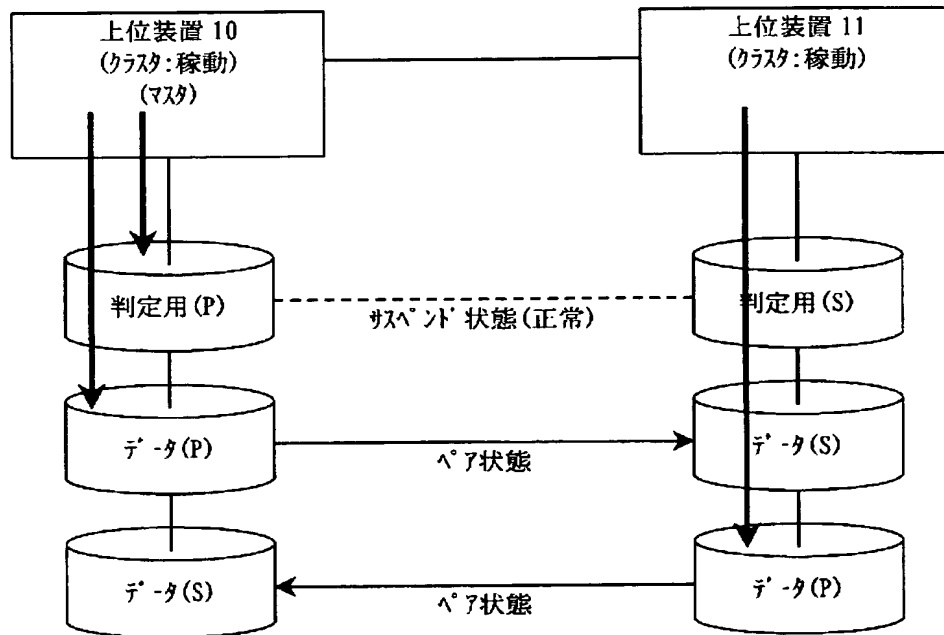 上位装置 10
(ｸﾗｽﾀ:稼動)
(ﾏｽﾀ)
上位装置 11
(ｸﾗｽﾀ:稼動)
判定用(P)
ｻｽﾍﾟﾝﾄﾞ状態(正常)
判定用(S)
ﾃﾞｰﾀ(P)
ﾍﾟｱ状態
ﾃﾞｰﾀ(S)
ﾃﾞｰﾀ(S)
ﾍﾟｱ状態
ﾃﾞｰﾀ(P)